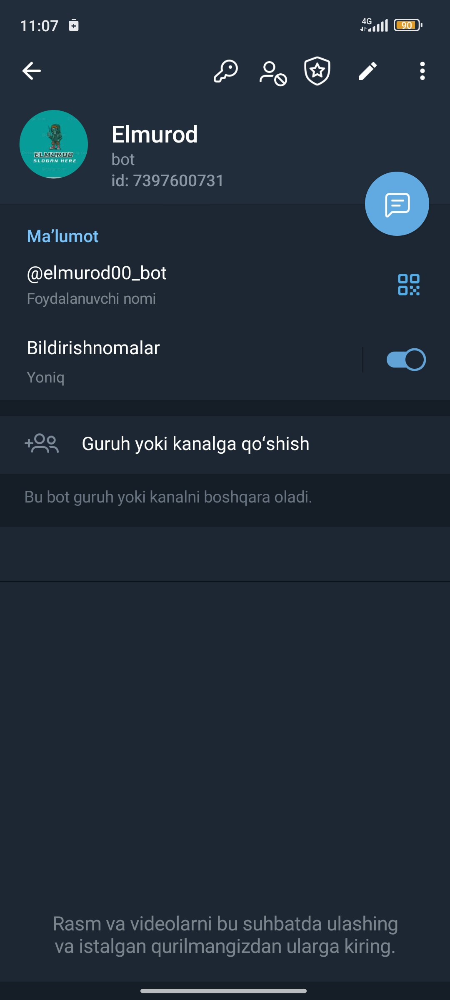 11:07
4G
90
ELMUROD
SLOGAN HERE
Elmurod
bot
id: 7397600731
Ma’lumot
@elmurod00_bot
Foydalanuvchi nomi
Bildirishnomalar
Yoniq
Guruh yoki kanalga qo‘shish
Bu bot guruh yoki kanalni boshqara oladi.
Rasm va videolarni bu suhbatda ulashing
va istalgan qurilmangizdan ularga kiring.